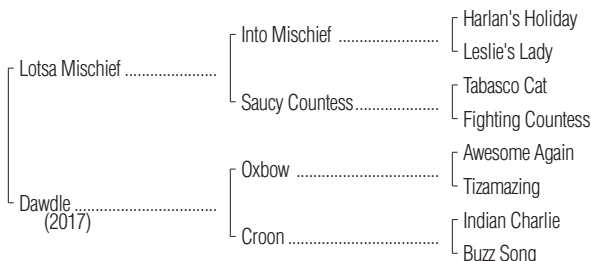 Harlan's Holiday
Into Mischief ........................
Leslie's Lady
Lotsa Mischief ......................
Tabasco Cat
Saucy Countess....................
Fighting Countess
Awesome Again
Oxbow ..................................
Tizamazing
Dawdle ..................................
(2017)
Indian Charlie
Croon ....................................
Buzz Song